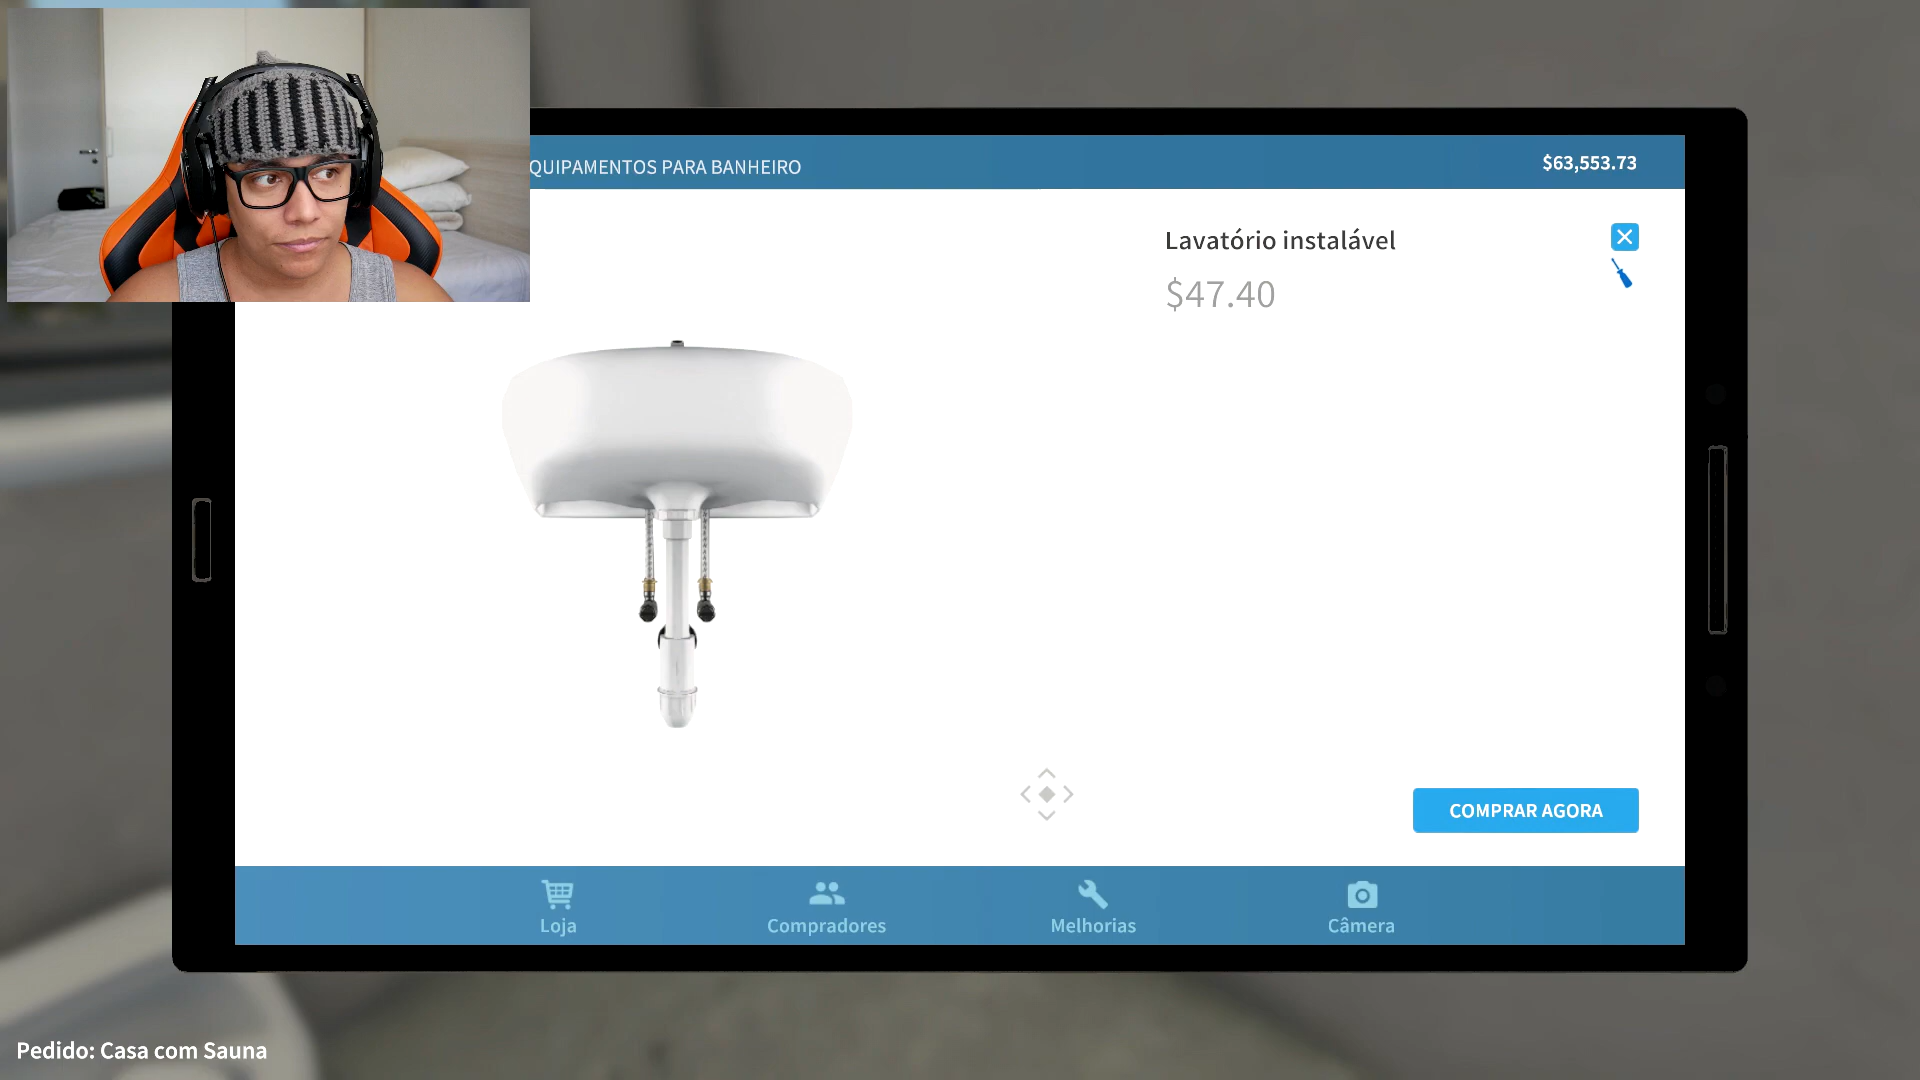 QUIPAMENTOS PARA BANHEIRO
$63,553.73
Lavatório instalável
$47.40
COMPRAR AGORA
Loja
Compradores
Melhorias
Câmera
Pedido: Casa com Sauna